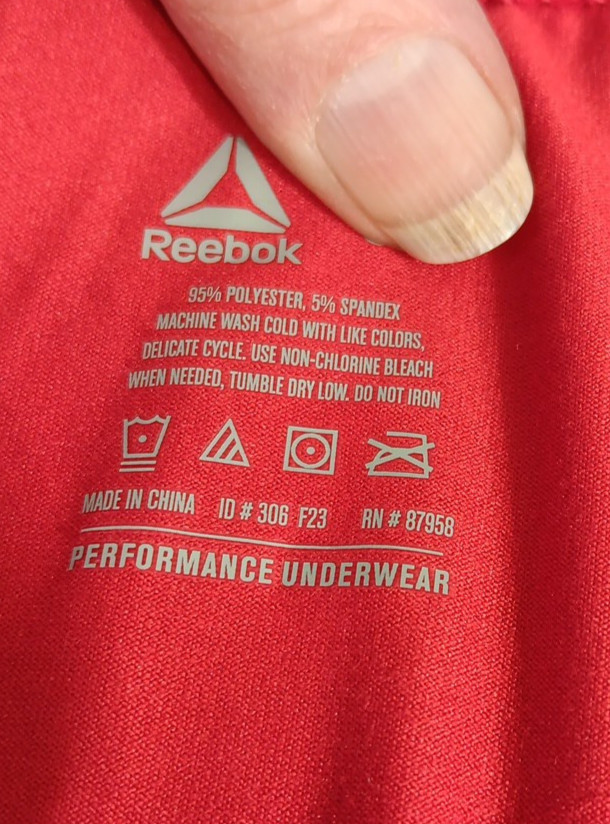 Reebok
95% POLYESTER, 5% SPANDEX
MACHINE WASH COLD WITH LIKE COLORS,
DELICATE CYCLE. USE NON-CHLORINE BLEACH
WHEN NEEDED, TUMBLE DRY LOW. DO NOT IRON
MADE IN CHINA ID # 306 F23 RN # 87958
PERFORMANCE UNDERWEAR